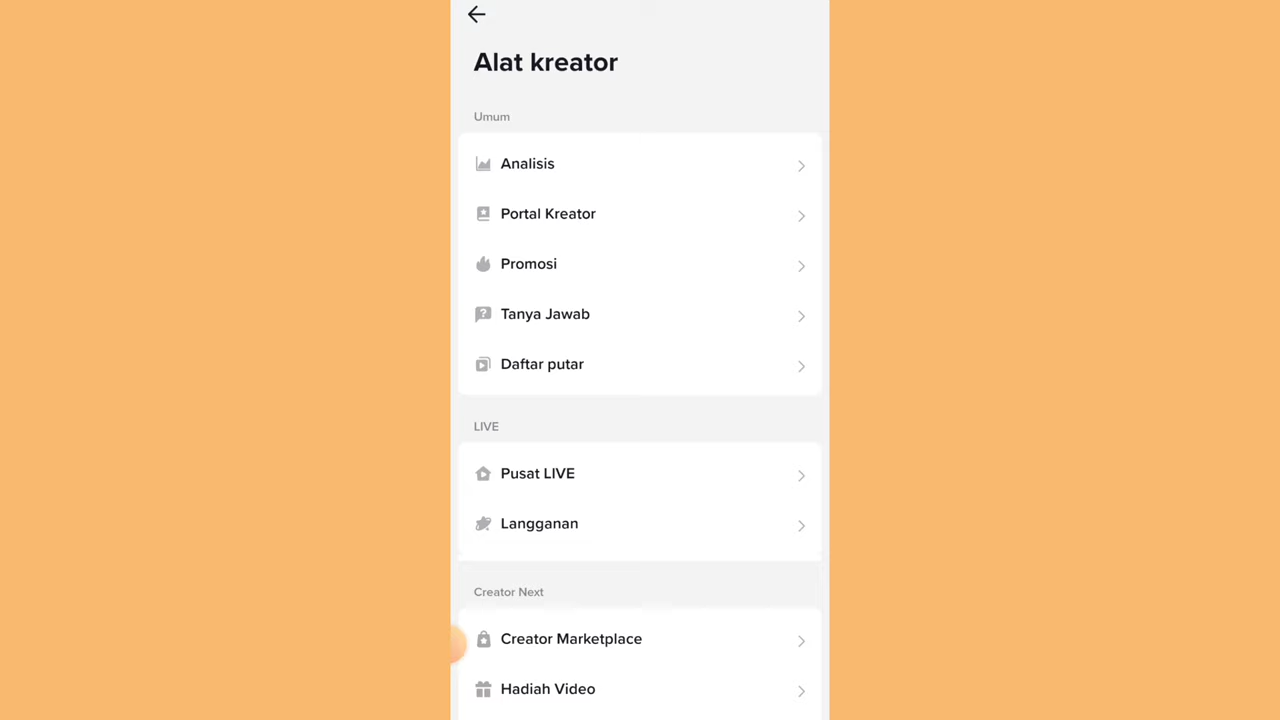 Alat kreator
Umum
Analisis
Portal Kreator
Promosi
Tanya Jawab
Daftar putar
LIVE
Pusat LIVE
Langganan
Creator Next
Creator Marketplace
Hadiah Video